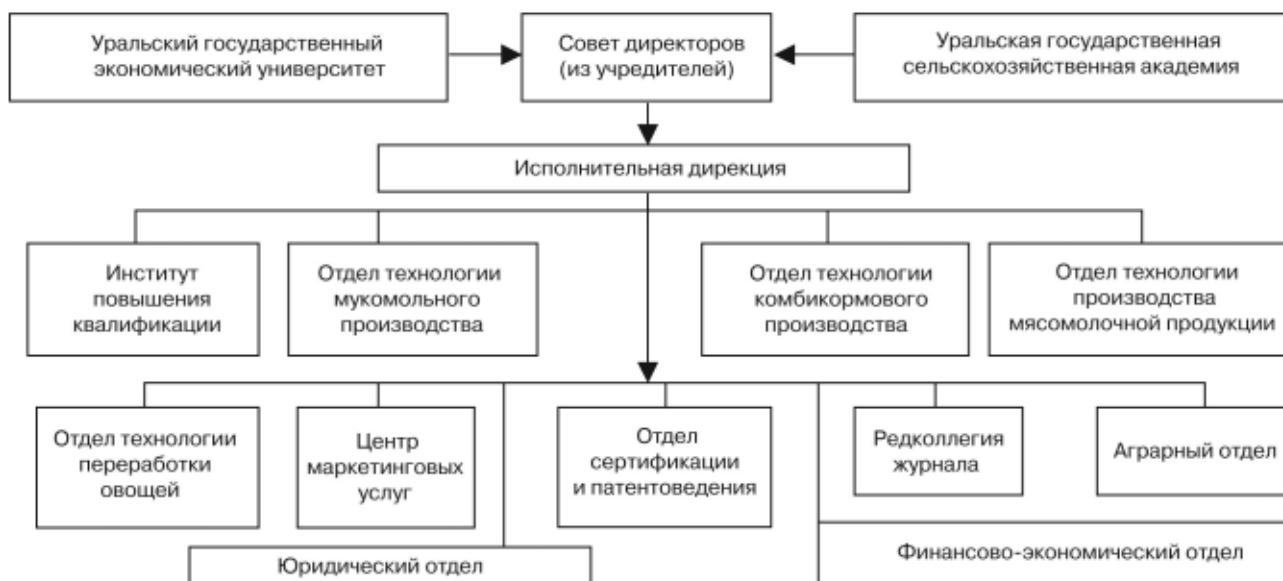 Уральский государственный
экономический университет
Совет директоров
(из учредителей)
Уральская государственная
сельскохозяйственная академия
Исполнительная дирекция
Институт
повышения
квалификации
Отдел технологии
мукомольного
производства
Отдел технологии
комбикормового
производства
Отдел технологии
производства
мясомолочной продукции
Отдел технологии
переработки
овощей
Центр
маркетинговых
услуг
Отдел
сертификации
и патентоведения
Редколлегия
журнала
Аграрный отдел
Юридический отдел
Финансово-экономический отдел